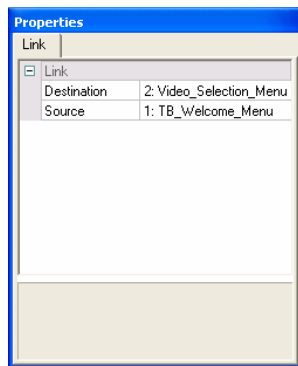 Properties
Link
Link
Destination 2: Video_Selection_Menu
Source 1: TB_Welcome_Menu